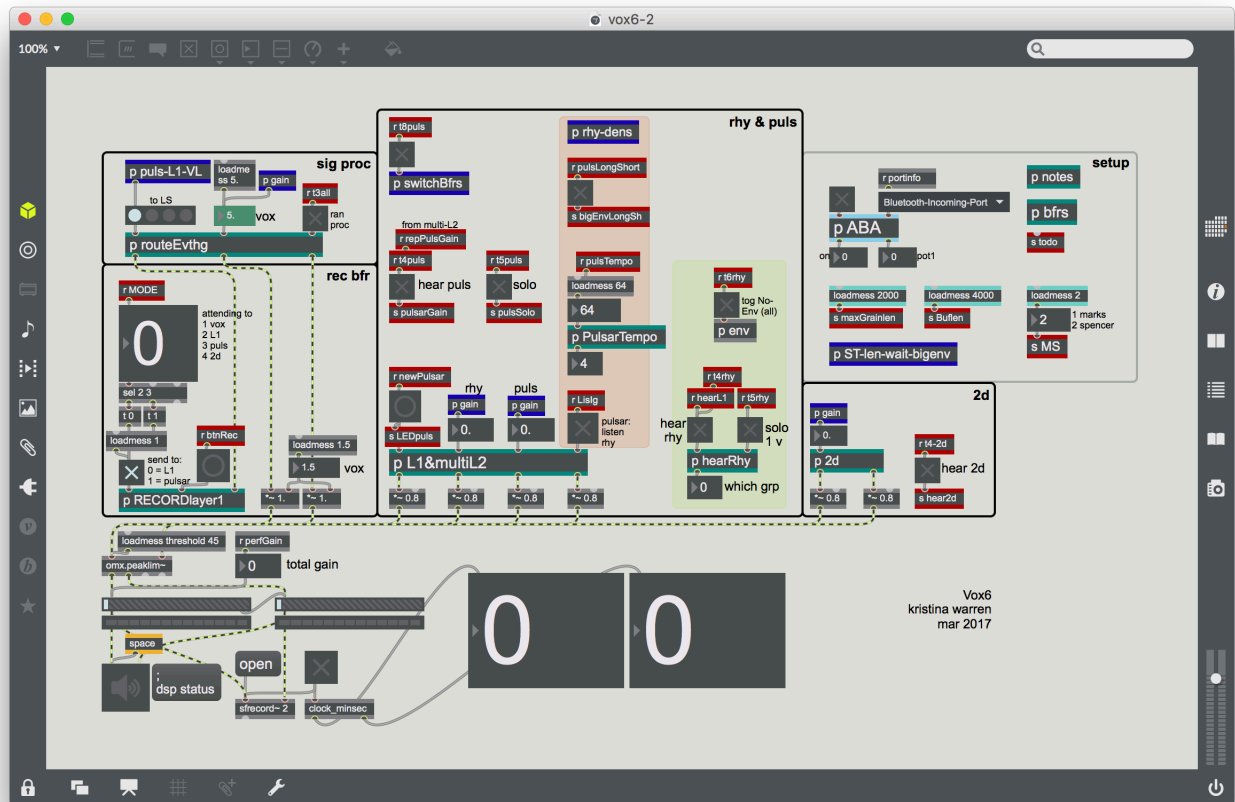 vox6-2
100%
sig proc
p puls-L1-VL
loadme
ss 5.
p gain
r t3all
to LS
5.
vox
ran
proc
p routeEvthg
rec bfr
r MODE
0
attending to
1 vox
2 L1
3 puls
4 2d
sel 2 3
t 0
t 1
loadmess 1
r btnRec
loadmess 1.5
send to:
0 = L1
1 = pulsar
1.5
vox
p RECORDlayer1
*~ 1.
*~ 1.
rhy & puls
r t8puls
p switchBfrs
from multi-L2
r repPulsGain
r t4puls
hear puls
s pulsarGain
r t5puls
solo
s pulsSolo
p rhy-dens
r pulsLongShort
s bigEnvLongSh
r pulsTempo
loadmess 64
64
p PulsarTempo
4
r newPulsar
rhy
puls
p gain
p gain
0.
0.
s LEDpuls
r LisIg
pulsar:
listen
rhy
p L1&multiL2
*~ 0.8
*~ 0.8
*~ 0.8
*~ 0.8
r t6rhy
tog No-
Env (all)
p env
r t4rhy
r hearL1
r t5rhy
hear
rhy
solo
1 v
p hearRhy
0
which grp
setup
r portinfo
Bluetooth-Incoming-Port
p ABA
on
0
0
pot1
p notes
p bfrs
s todo
loadmess 2000
s maxGrainlen
loadmess 4000
s Buflen
loadmess 2
2
1 marks
2 spencer
s MS
p ST-len-wait-bigenv
2d
p gain
0.
p 2d
*~ 0.8
*~ 0.8
r t4-2d
hear 2d
s hear2d
loadmess threshold 45
r perfGain
omx.peaklim~
0
total gain
space
;
dsp status
open
sfrecord~ 2
clock_minsec
0
0
Vox6
kristina warren
mar 2017